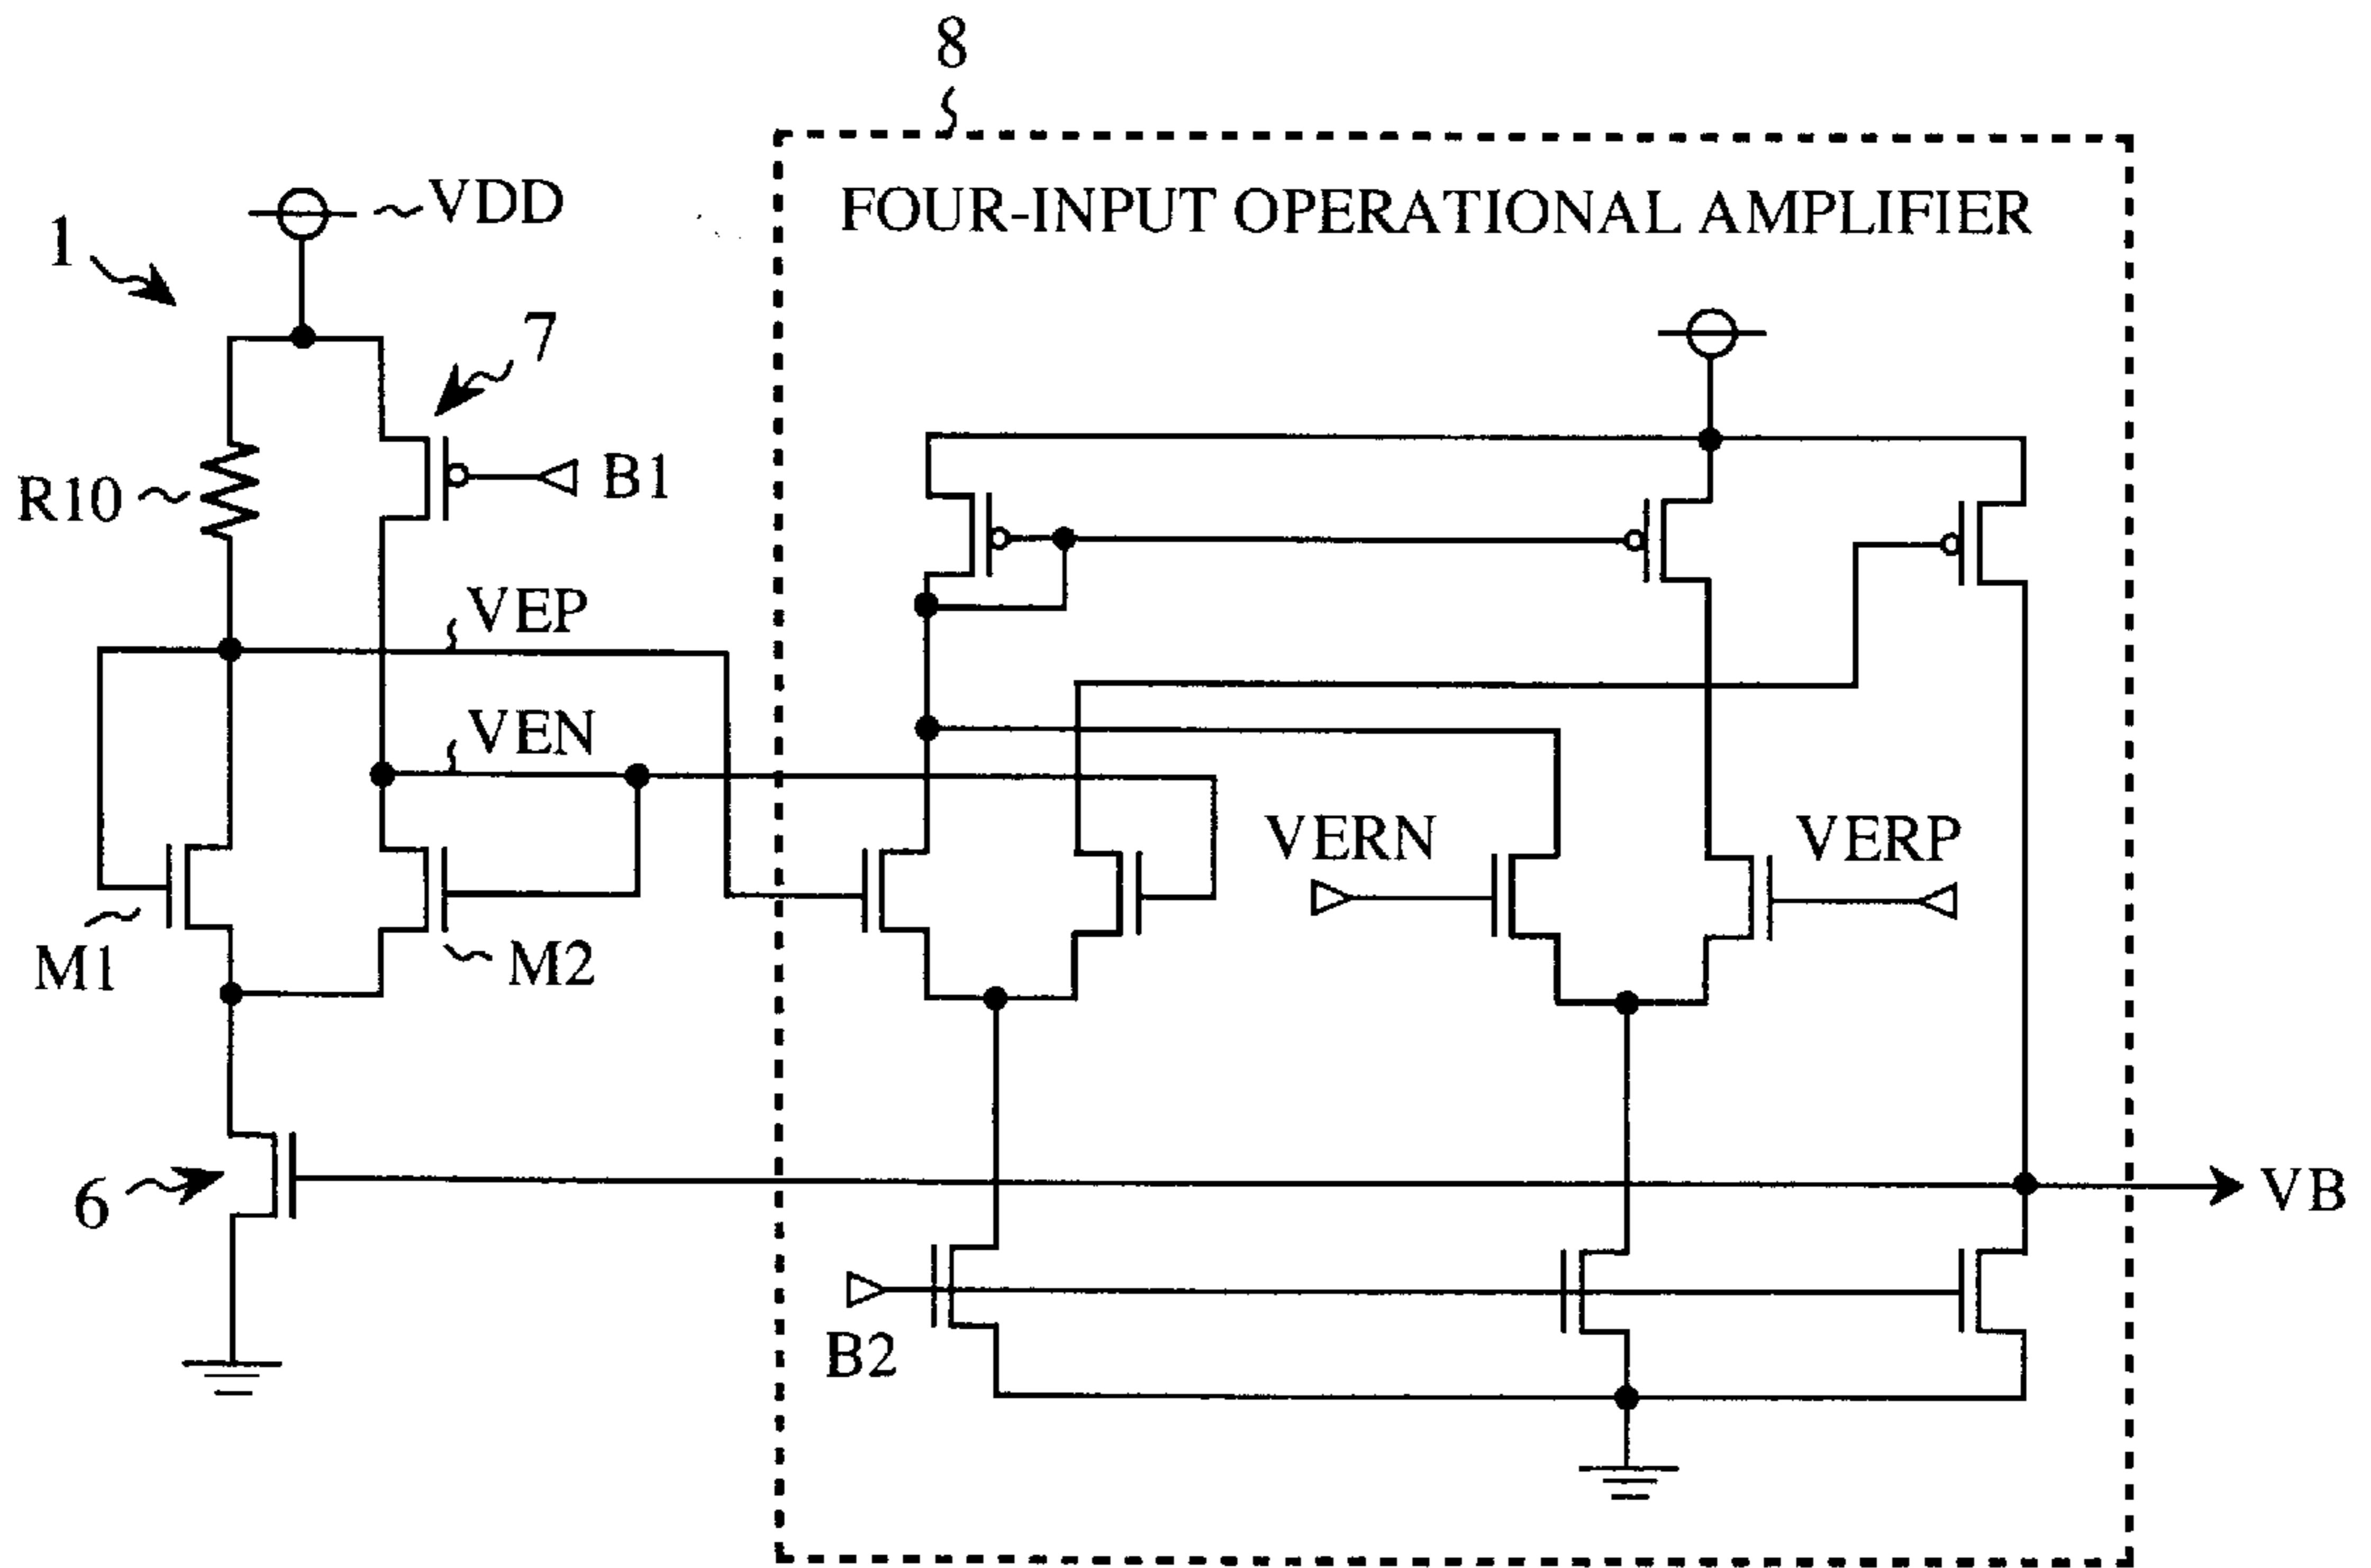 8
FOUR-INPUT OPERATIONAL AMPLIFIER
VDD
1
7
R10
B1
VEP
VEN
VERN
VERP
M1
M2
6
VB
B2